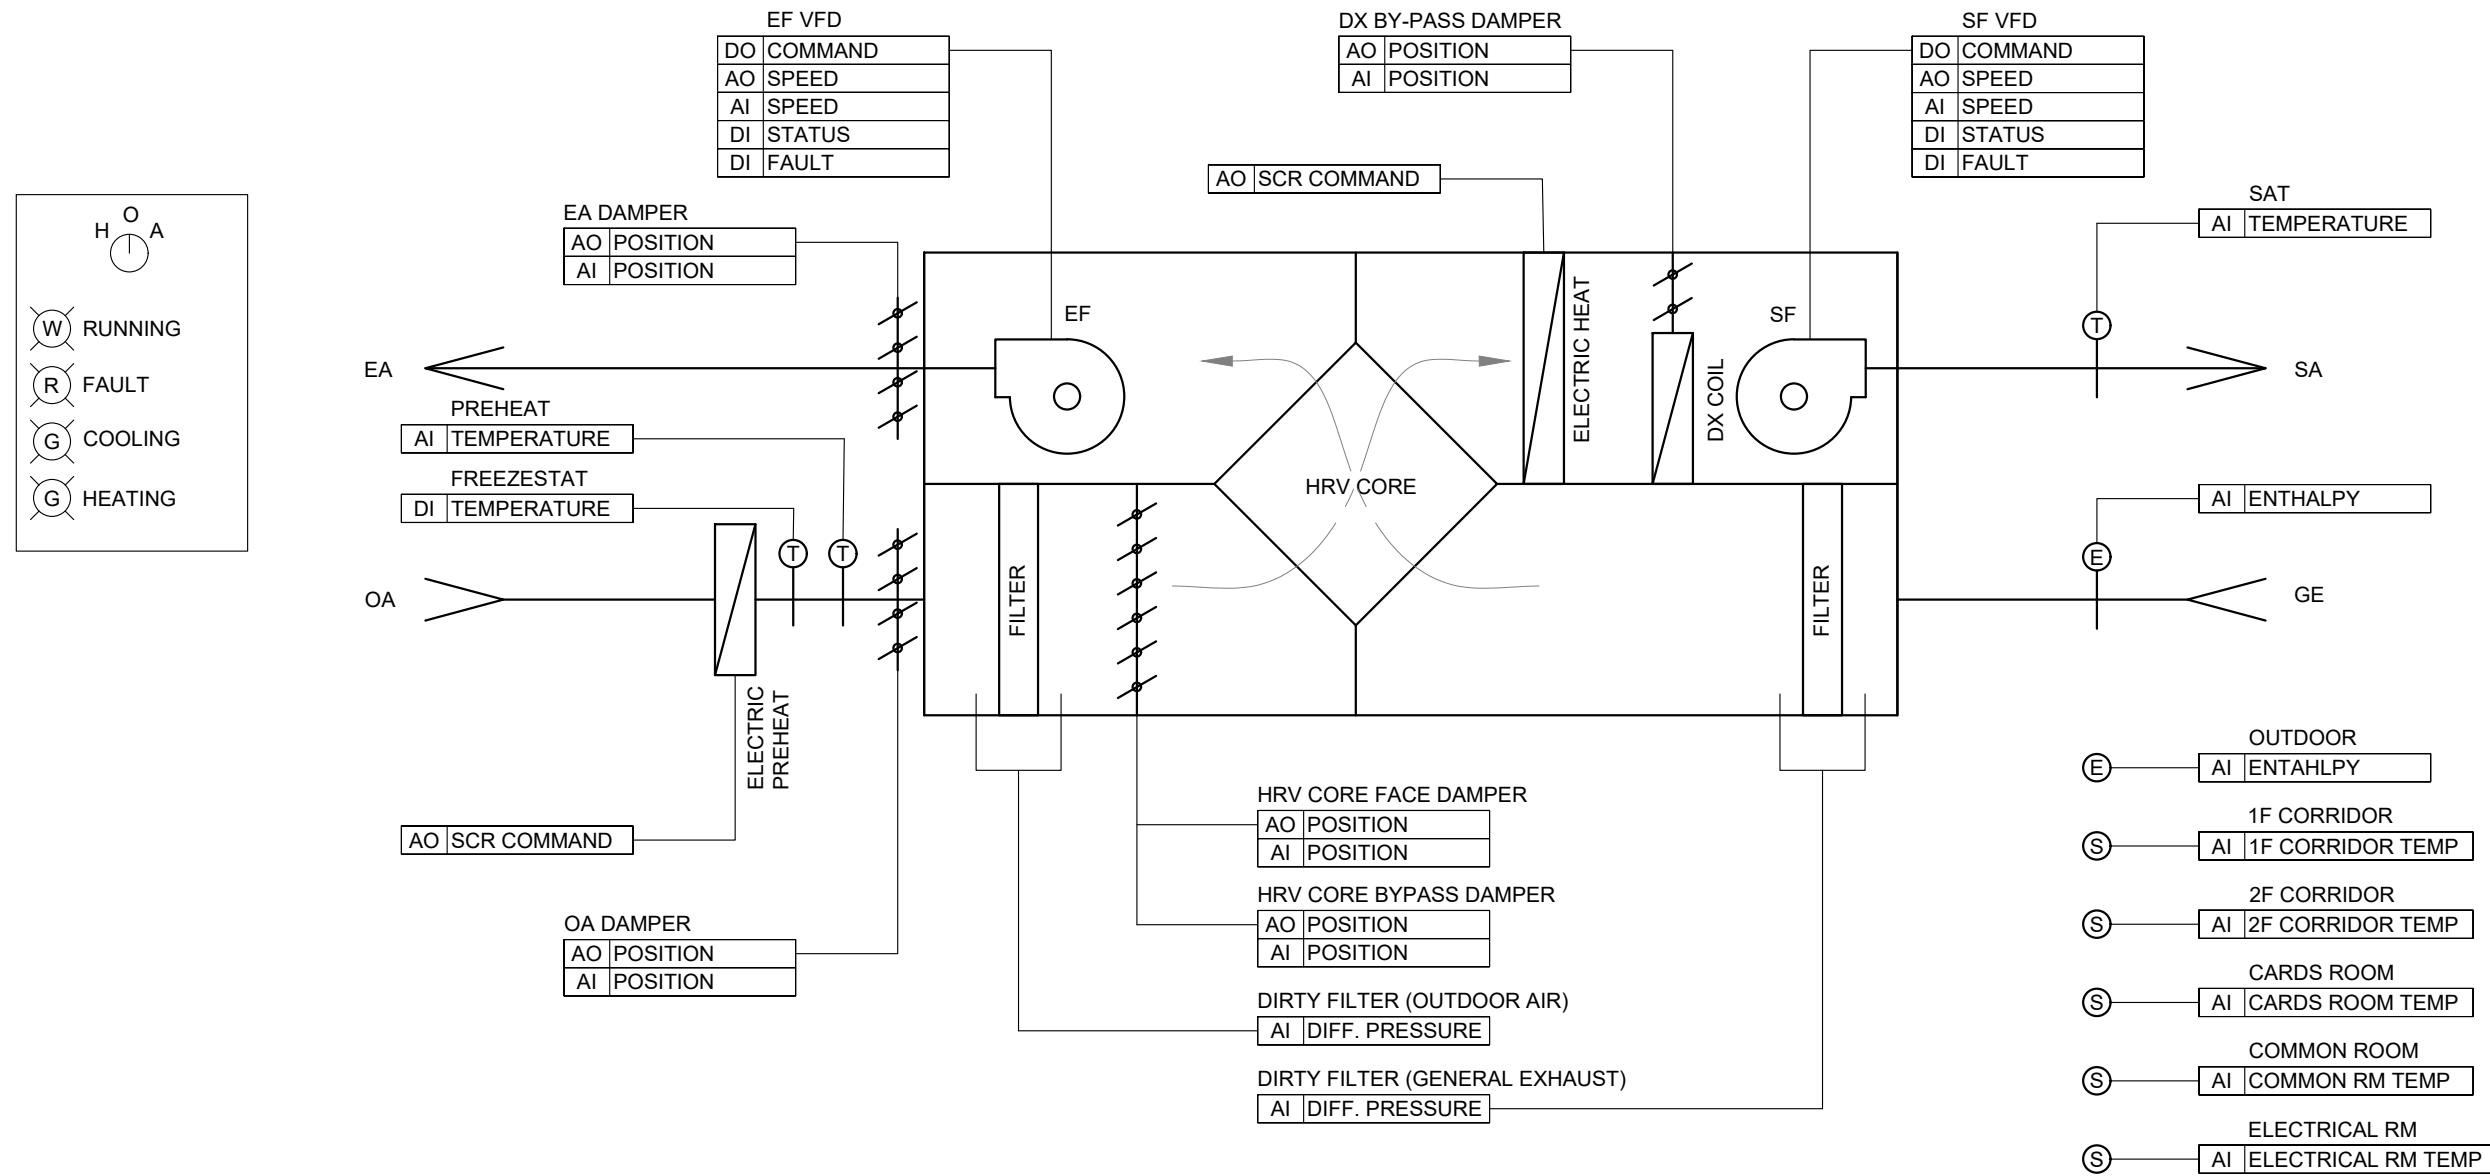 EF VFD
DO COMMAND
AO SPEED
AI SPEED
DI STATUS
DI FAULT
DX BY-PASS DAMPER
AO POSITION
AI POSITION
SF VFD
DO COMMAND
AO SPEED
AI SPEED
DI STATUS
DI FAULT
AO SCR COMMAND
SAT
AI TEMPERATURE
EA DAMPER
AO POSITION
AI POSITION
O
H A
W RUNNING
R FAULT
G COOLING
G HEATING
EF
ELECTRIC HEAT
DX COIL
SF
T
EA
SA
PREHEAT
AI TEMPERATURE
FREEZESTAT
DI TEMPERATURE
HRV CORE
AI ENTHALPY
T
T
E
OA
GE
FILTER
FILTER
ELECTRIC
PREHEAT
AO SCR COMMAND
OA DAMPER
AO POSITION
AI POSITION
HRV CORE FACE DAMPER
AO POSITION
AI POSITION
HRV CORE BYPASS DAMPER
AO POSITION
AI POSITION
DIRTY FILTER (OUTDOOR AIR)
AI DIFF. PRESSURE
DIRTY FILTER (GENERAL EXHAUST)
AI DIFF. PRESSURE
OUTDOOR
E AI ENTAHLPY
1F CORRIDOR
S AI 1F CORRIDOR TEMP
2F CORRIDOR
S AI 2F CORRIDOR TEMP
CARDS ROOM
S AI CARDS ROOM TEMP
COMMON ROOM
S AI COMMON RM TEMP
ELECTRICAL RM
S AI ELECTRICAL RM TEMP